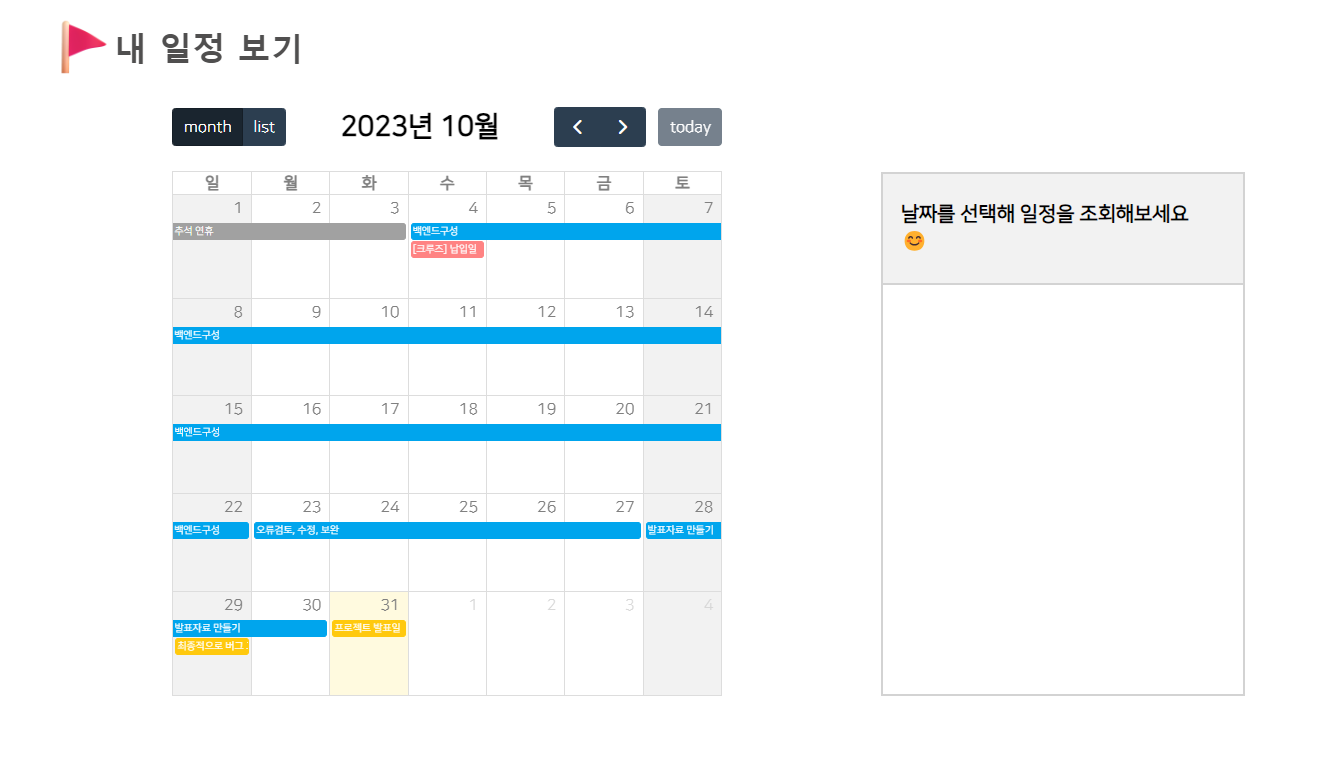 내 일정 보기
month list 2023년 10월 today
일 월 화 수 목 금 토
1 2 3 4 5 6 7
추석 연휴 백엔드구성
[크루즈] 납입일
8 9 10 11 12 13 14
백엔드구성
15 16 17 18 19 20 21
백엔드구성
22 23 24 25 26 27 28
백엔드구성 오류검토, 수정, 보완 발표자료 만들기
29 30 31 1 2 3 4
발표자료 만들기 프로젝트 발표일
최종적으로 버그
날짜를 선택해 일정을 조회해보세요
😊